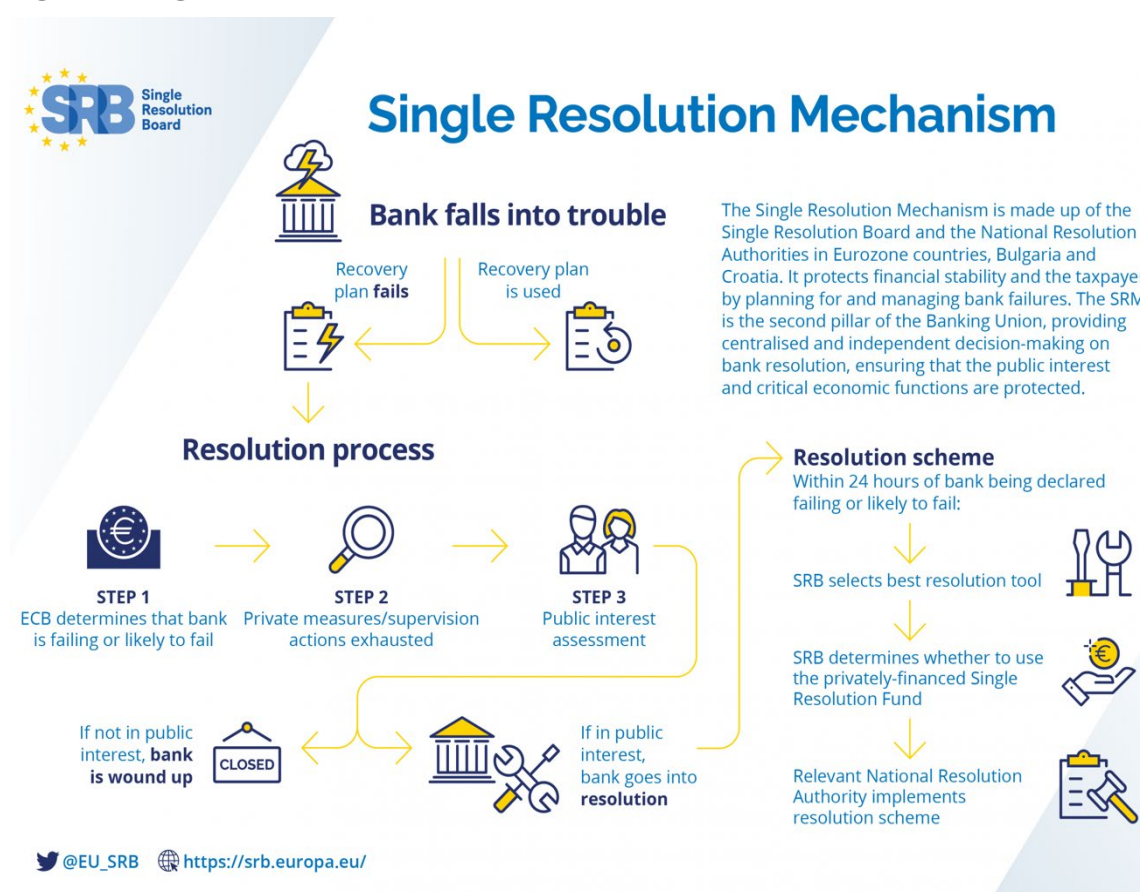 SRB
Single
Resolution
Board
Single Resolution Mechanism
Bank falls into trouble
Recovery
plan fails
Recovery plan
is used
The Single Resolution Mechanism is made up of the
Single Resolution Board and the National Resolution
Authorities in Eurozone countries, Bulgaria and
Croatia. It protects financial stability and the taxpaye
by planning for and managing bank failures. The SRM
is the second pillar of the Banking Union, providing
centralised and independent decision-making on
bank resolution, ensuring that the public interest
and critical economic functions are protected.
Resolution process
STEP 1
ECB determines that bank
is failing or likely to fail
STEP 2
Private measures/supervision
actions exhausted
STEP 3
Public interest
assessment
If not in public
interest, bank
is wound up
CLOSED
If in public
interest,
bank goes into
resolution
Resolution scheme
Within 24 hours of bank being declared
failing or likely to fail:
SRB selects best resolution tool
SRB determines whether to use
the privately-financed Single
Resolution Fund
Relevant National Resolution
Authority implements
resolution scheme
@EU_SRB
https://srb.europa.eu/